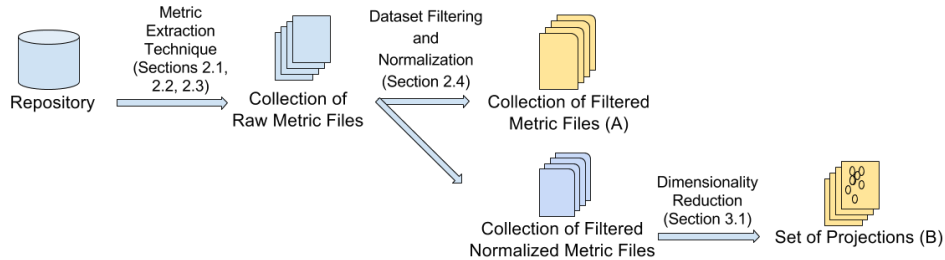 Metric
Extraction
Technique
(Sections 2.1,
2.2, 2.3)
Repository
Collection of
Raw Metric Files
Dataset Filtering
and
Normalization
(Section 2.4)
Collection of Filtered
Metric Files (A)
Collection of Filtered
Normalized Metric Files
Dimensionality
Reduction
(Section 3.1)
Set of Projections (B)